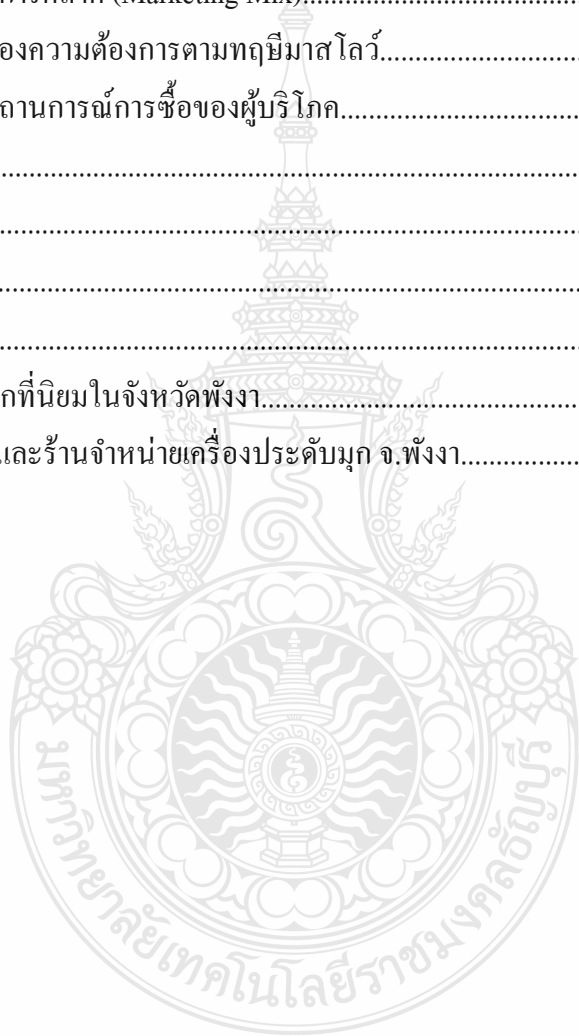 การตลาด (Marketing Mix)......................................................
องความต้องการตามทฤษีมาสโลว์......................................
ถานการณ์การซื้อของผู้บริโภค.............................................
...............................................................................................
...............................................................................................
...............................................................................................
...............................................................................................
กที่นิยมในจังหวัดพังงา...........................................................
และร้านจำหน่ายเครื่องประดับมุก จ.พังงา......................
มหาวิทยาลัยเทคโนโลยีราชมงคลธัญบุรี